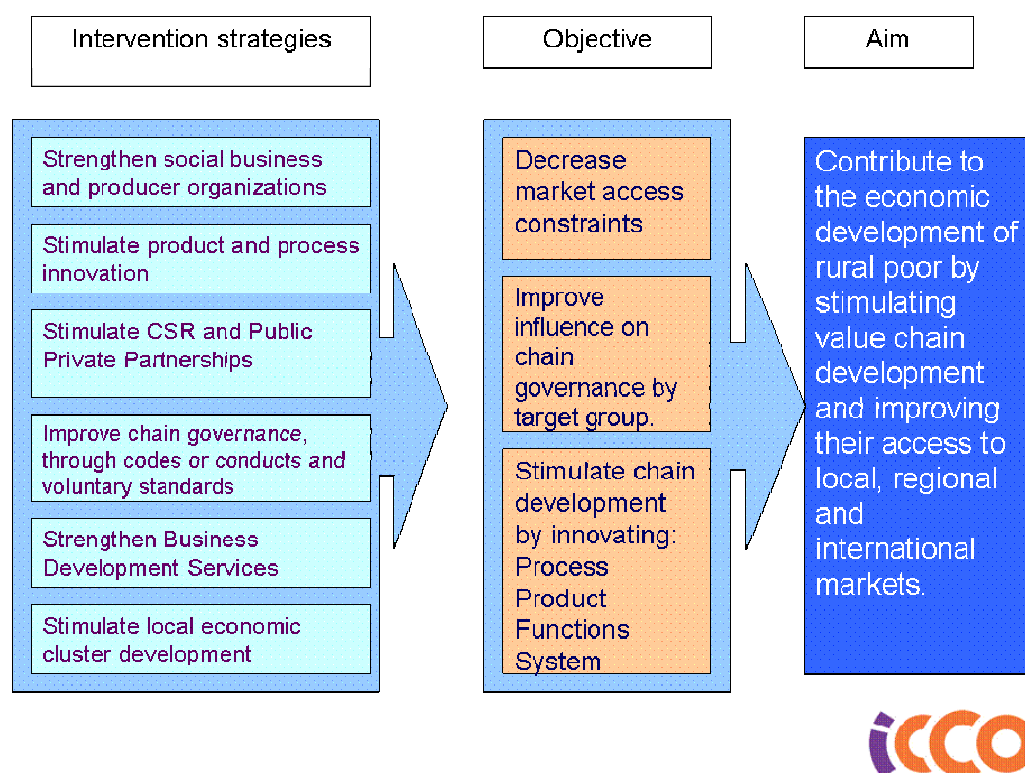 Intervention strategies
Objective
Aim
Strengthen social business
and producer organizations
Stimulate product and process
innovation
Stimulate CSR and Public
Private Partnerships
Improve chain governance,
through codes or conducts and
voluntary standards
Strengthen Business
Development Services
Stimulate local economic
cluster development
Decrease
market access
constraints
Improve
influence on
chain
governance by
target group.
Stimulate chain
development
by innovating:
Process
Product
Functions
System
Contribute to
the economic
development of
rural poor by
stimulating
value chain
development
and improving
their access to
local, regional
and
international
markets.
icco